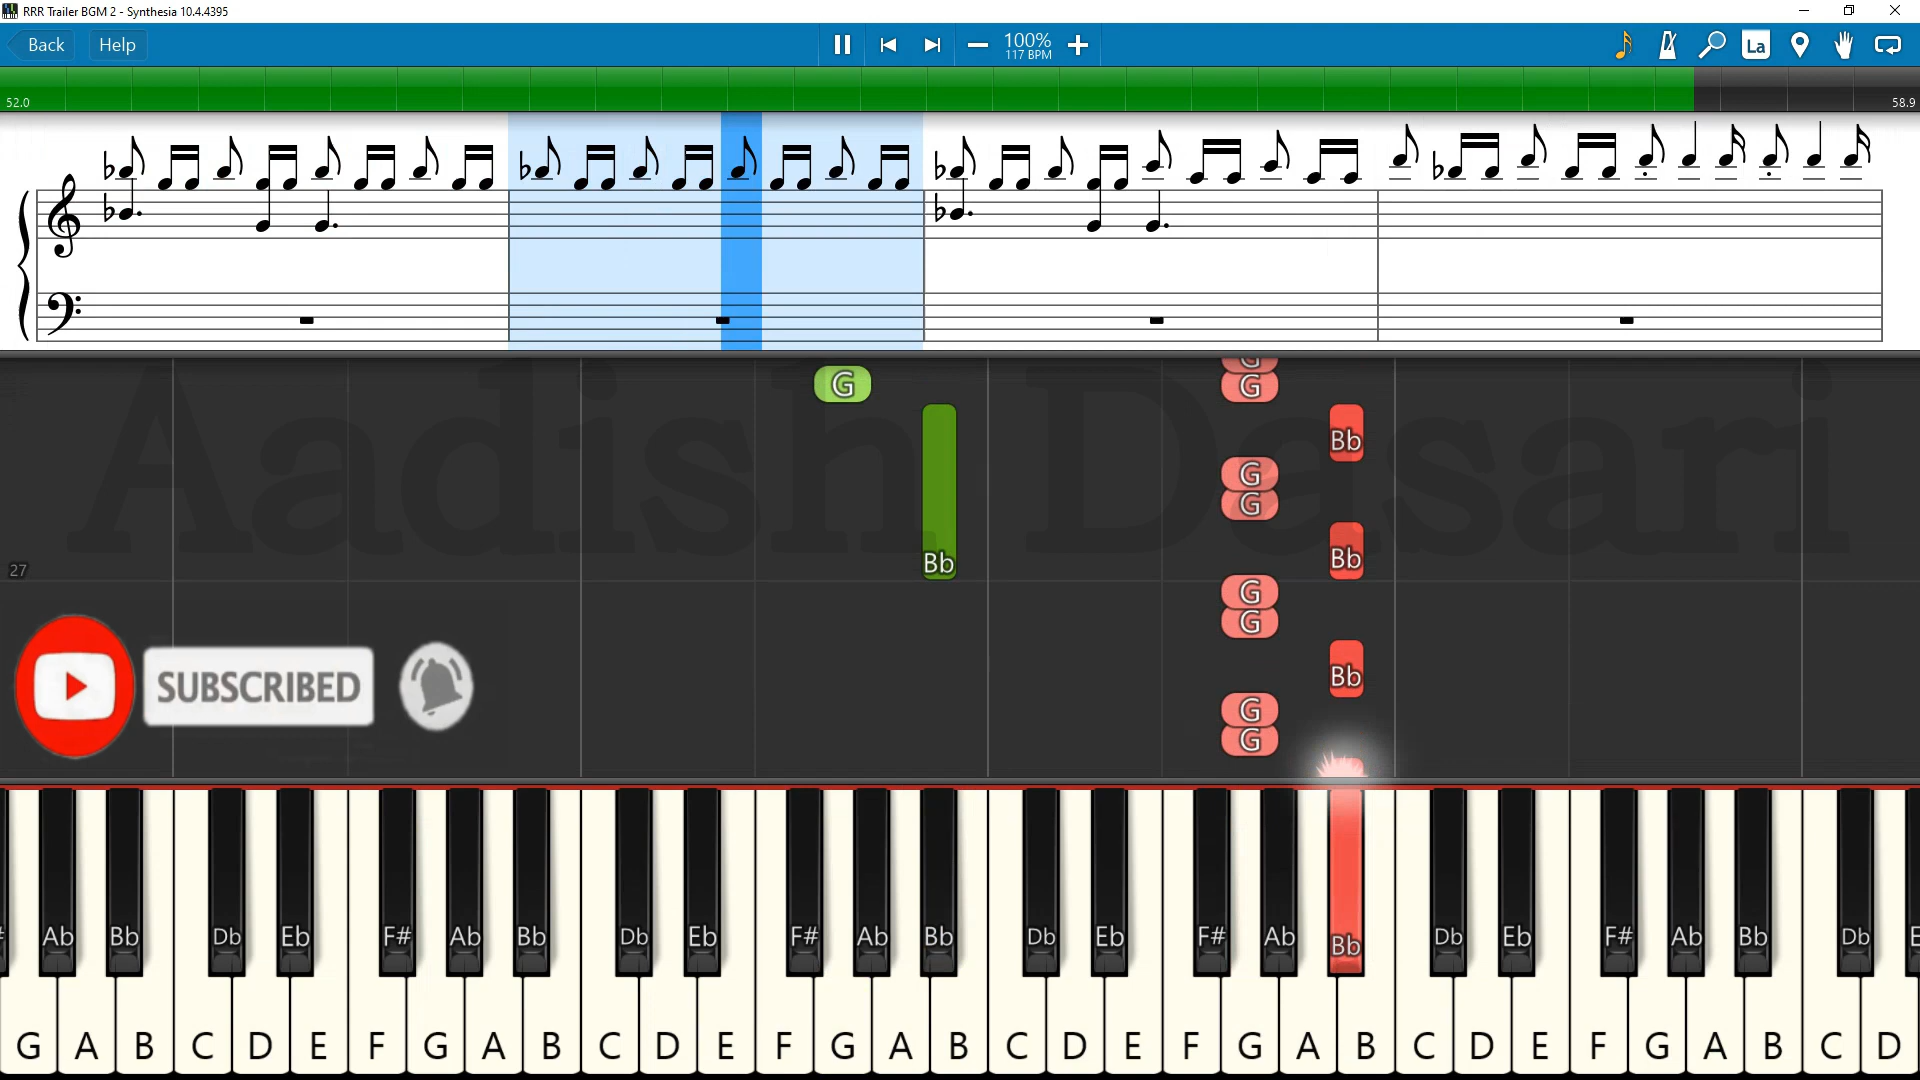 RRR Trailer BGM 2 - Synthesia 10.4.4395
Back Help 100% La
117 BPM
52.0 58.9
Aadish Dasari
G G
G
Bb Bb
G
G
Bb Bb
27
G
G
Bb
SUBSCRIBED
G
G
Ab Bb Db Eb F# Ab Bb Db Eb F# Ab Bb Db Eb F# Ab Bb Db Eb F# Ab Bb Db
G A B C D E F G A B C D E F G A B C D E F G A B C D E F G A B C D